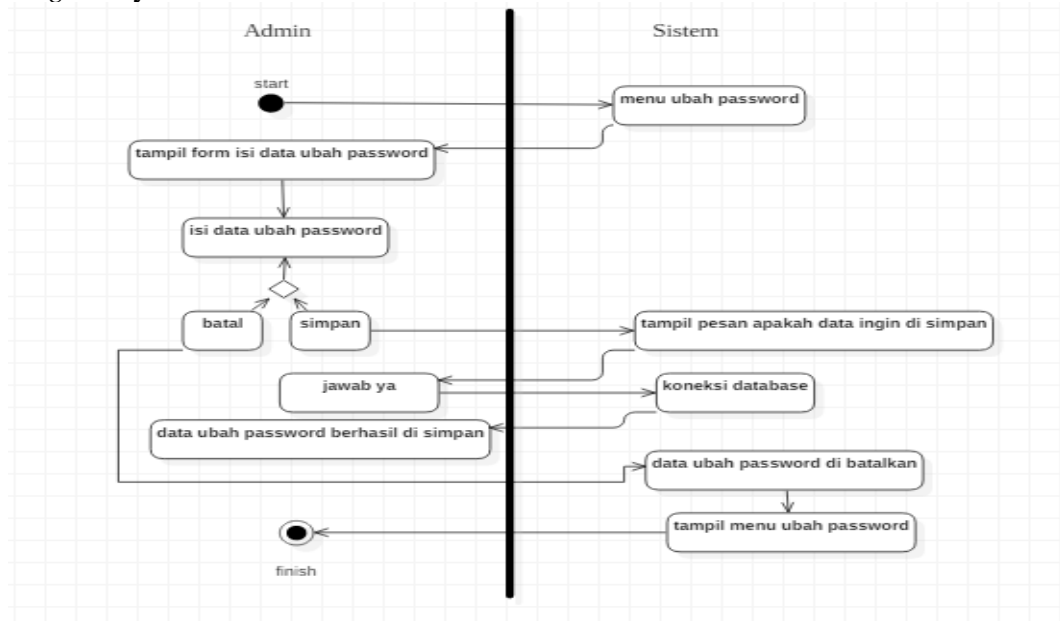 Admin
Sistem
start
menu ubah password
tampil form isi data ubah password
isi data ubah password
batal
simpan
tampil pesan apakah data ingin di simpan
jawab ya
koneksi database
data ubah password berhasil di simpan
data ubah password di batalkan
tampil menu ubah password
finish